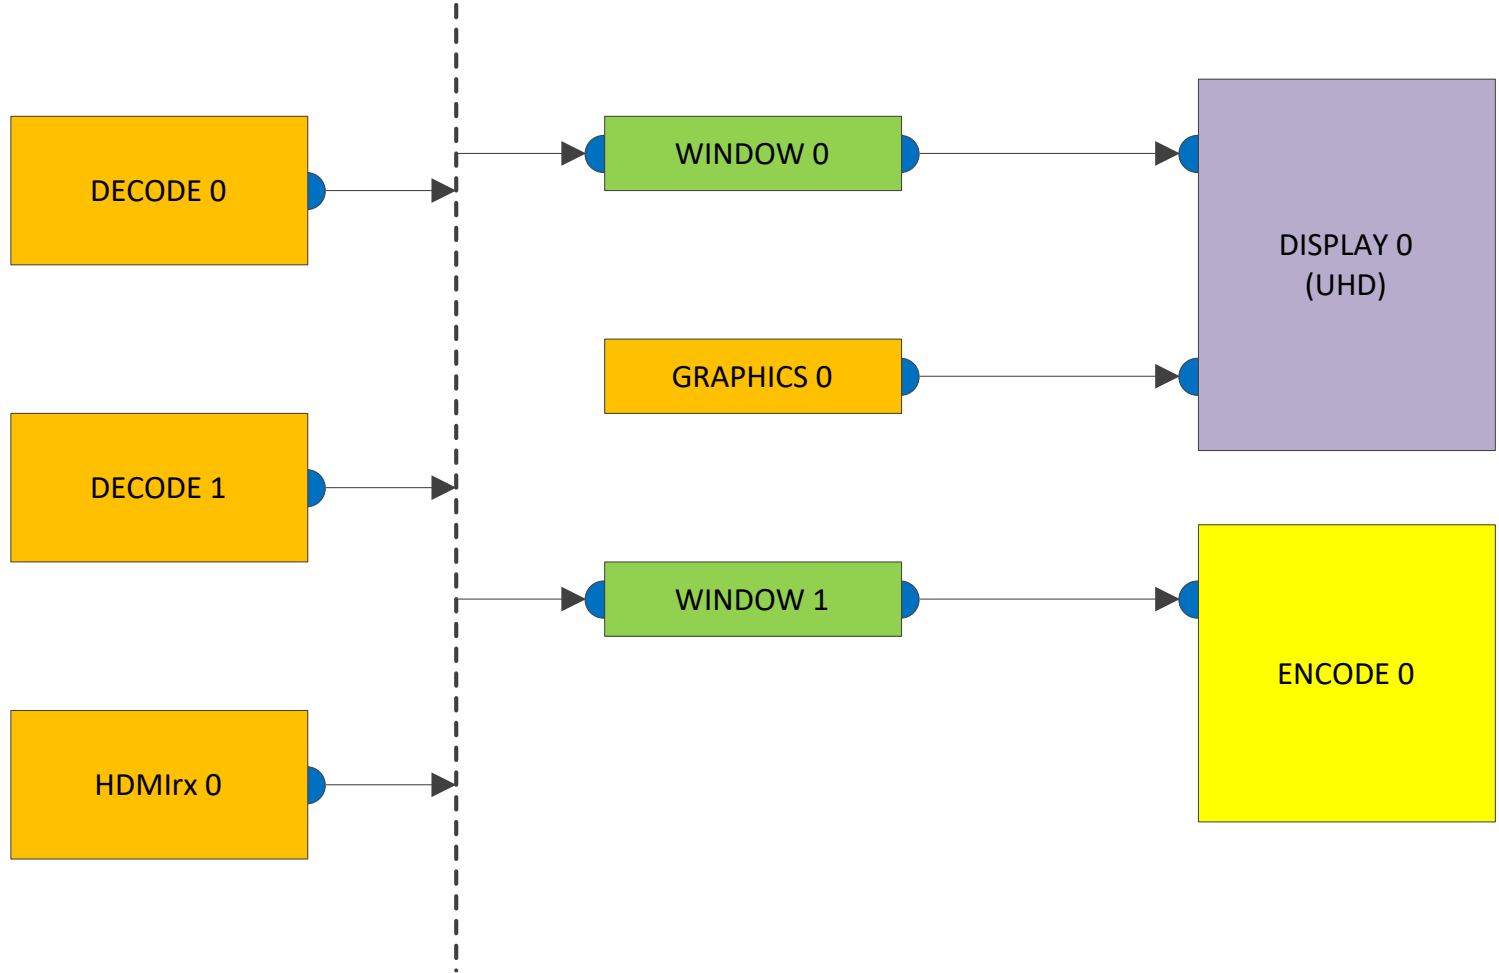 DECODE 0
WINDOW 0
DISPLAY 0
(UHD)
GRAPHICS 0
DECODE 1
WINDOW 1
ENCODE 0
HDMIrx 0